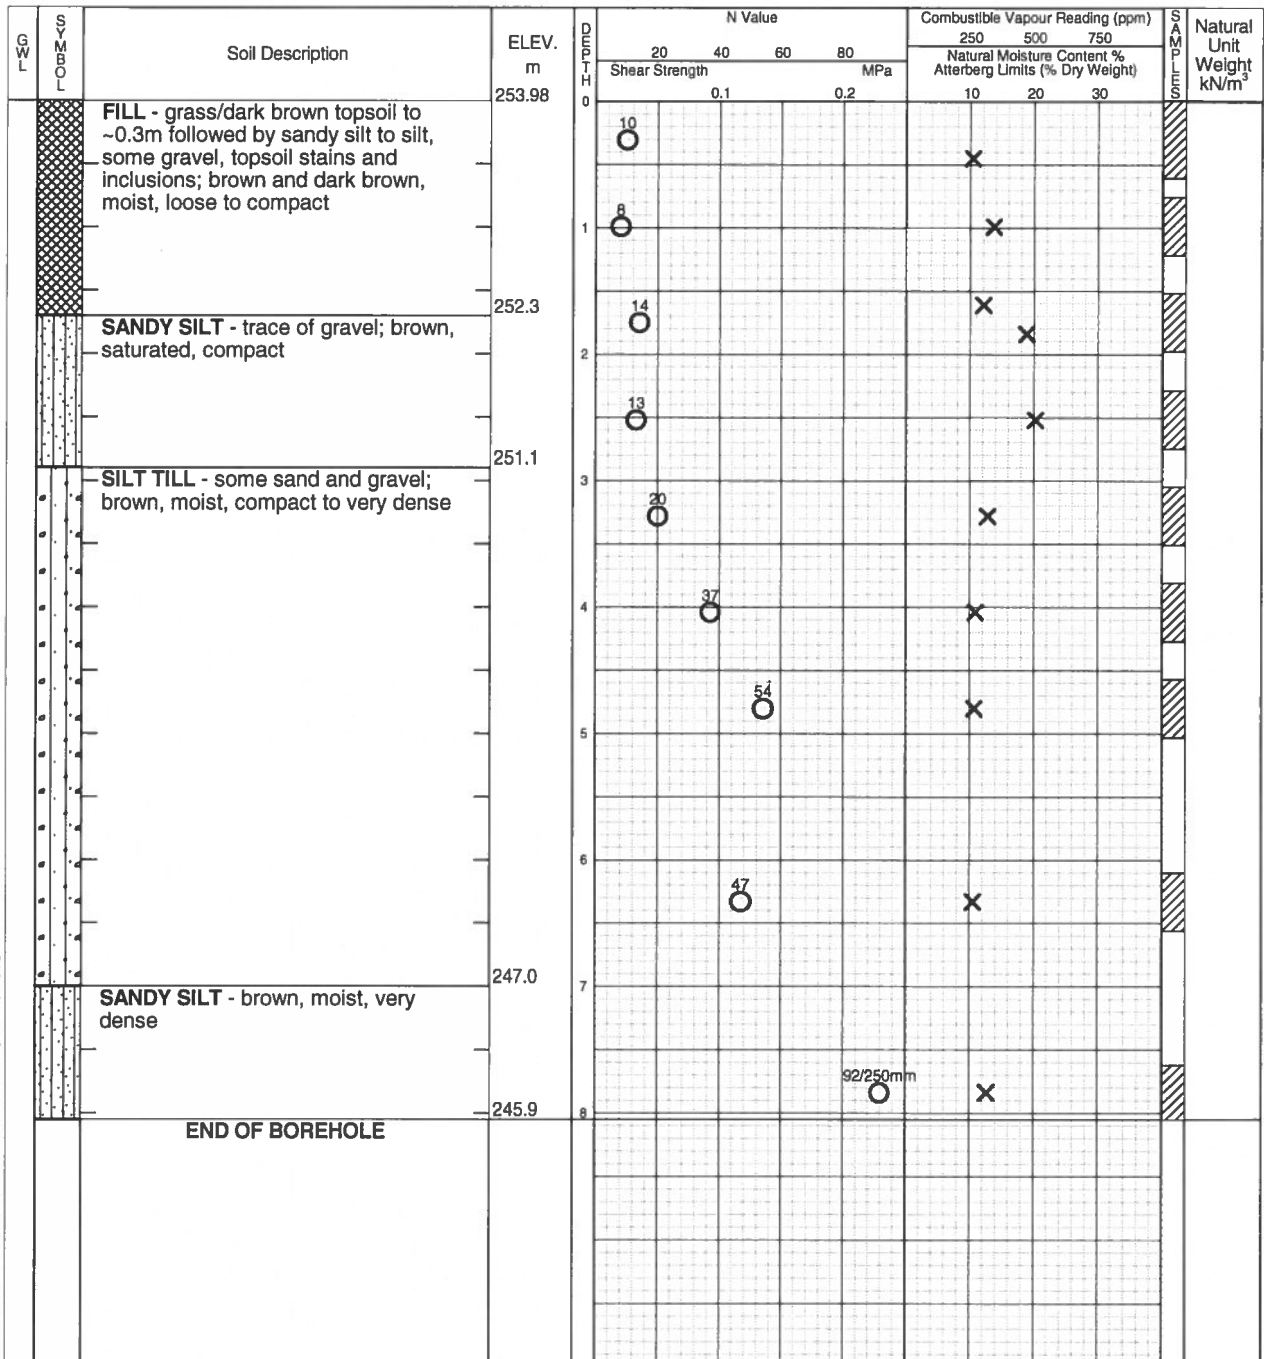 GWL
SYMBOL
Soil Description
ELEV.
m
DEPTH
N Value
20 40 60 80
Shear Strength MPa
0.1 0.2
Combustible Vapour Reading (ppm)
250 500 750
Natural Moisture Content %
Atterberg Limits (% Dry Weight)
10 20 30
SAMPLES
Natural
Unit
Weight
kN/m³
253.98
0
FILL - grass/dark brown topsoil to
~0.3m followed by sandy silt to silt,
some gravel, topsoil stains and
inclusions; brown and dark brown,
moist, loose to compact
10
8
1
252.3
14
SANDY SILT - trace of gravel; brown,
saturated, compact
2
13
251.1
SILT TILL - some sand and gravel;
brown, moist, compact to very dense
3
20
37
4
54
5
6
47
247.0
7
SANDY SILT - brown, moist, very
dense
92/250mm
245.9
8
END OF BOREHOLE